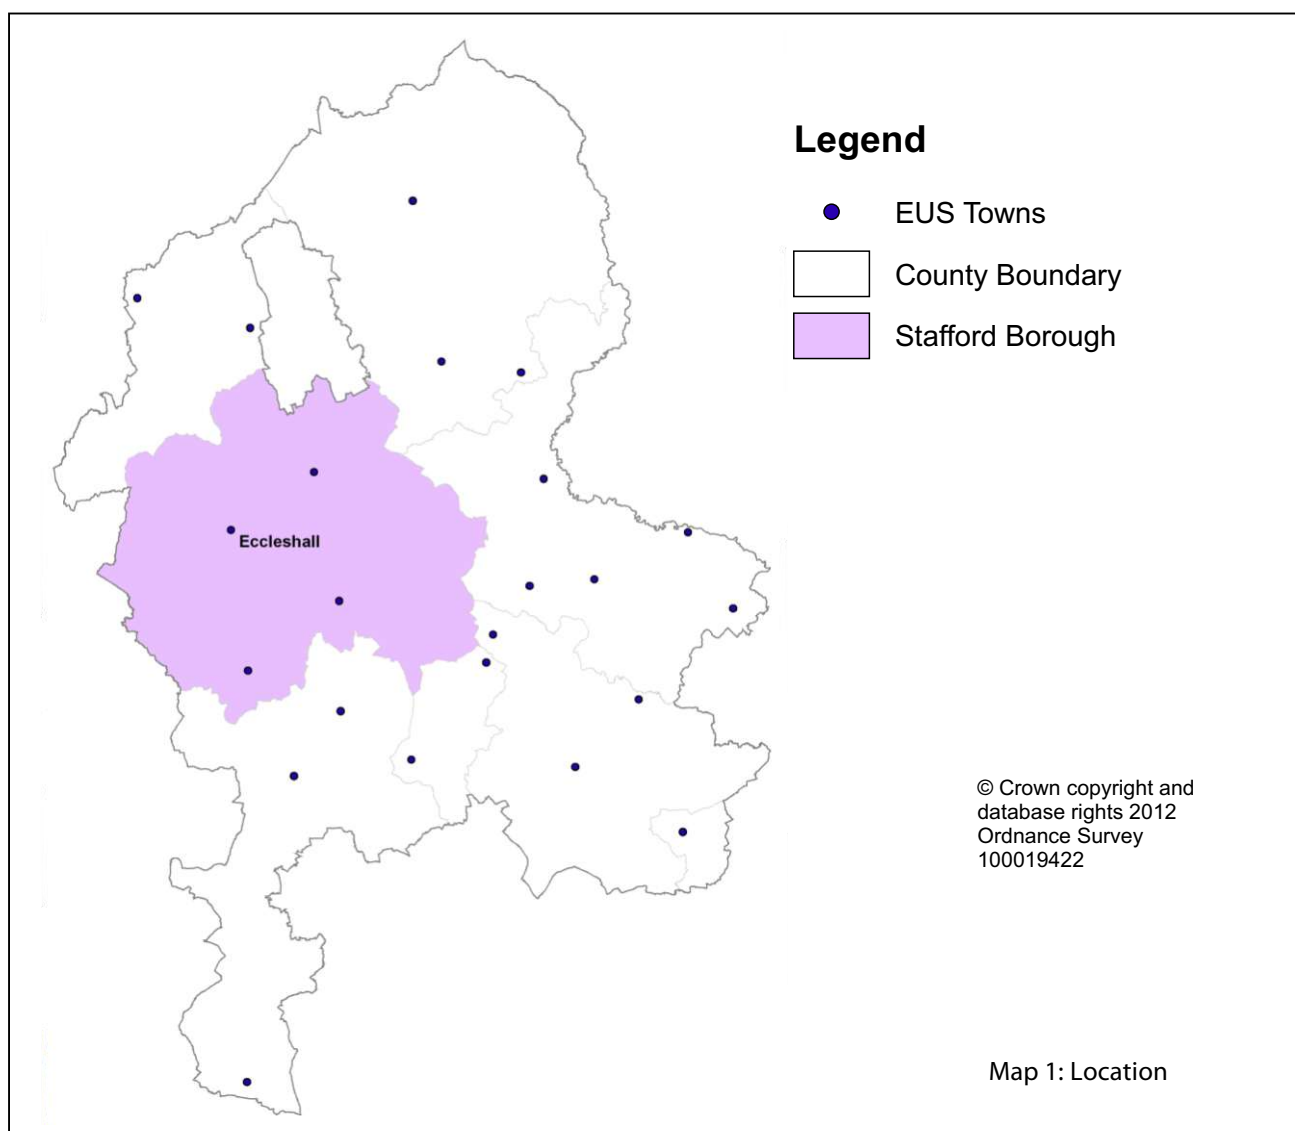 Legend
EUS Towns
County Boundary
Stafford Borough
Eccleshall
© Crown copyright and
database rights 2012
Ordnance Survey
100019422
Map 1: Location